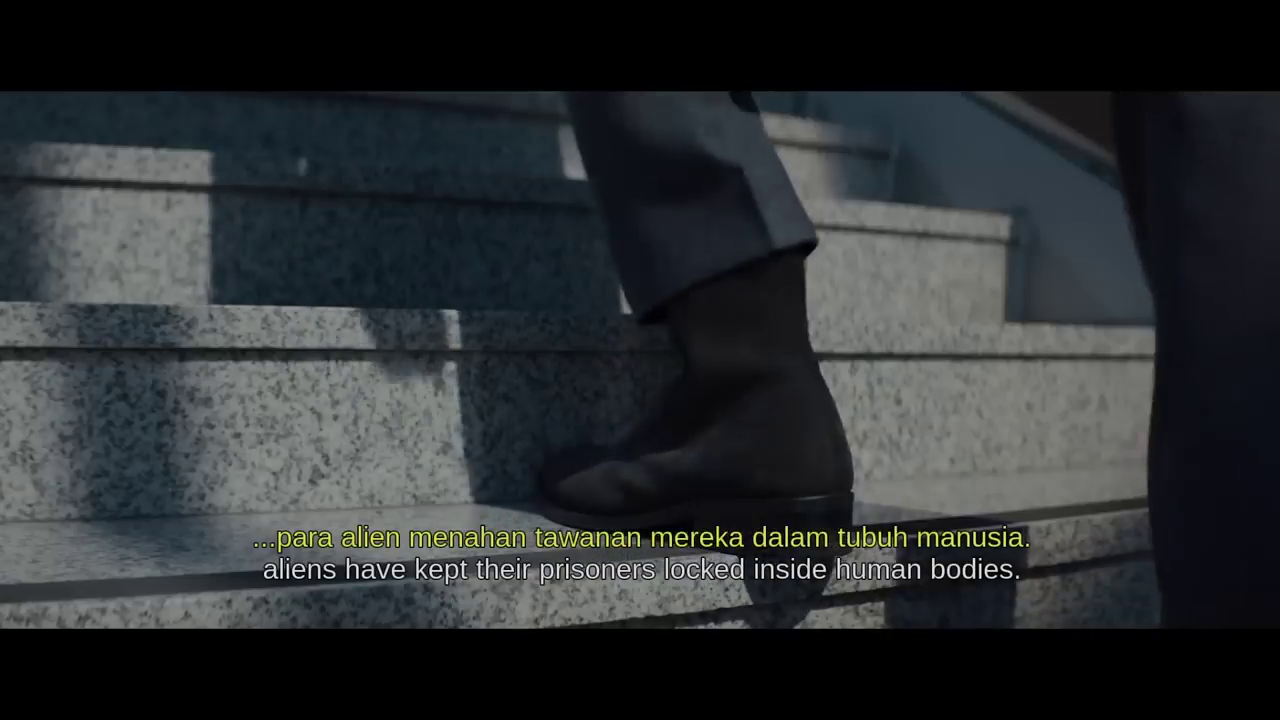 ...para alien menahan tawanan mereka dalam tubuh manusia.
aliens have kept their prisoners locked inside human bodies.